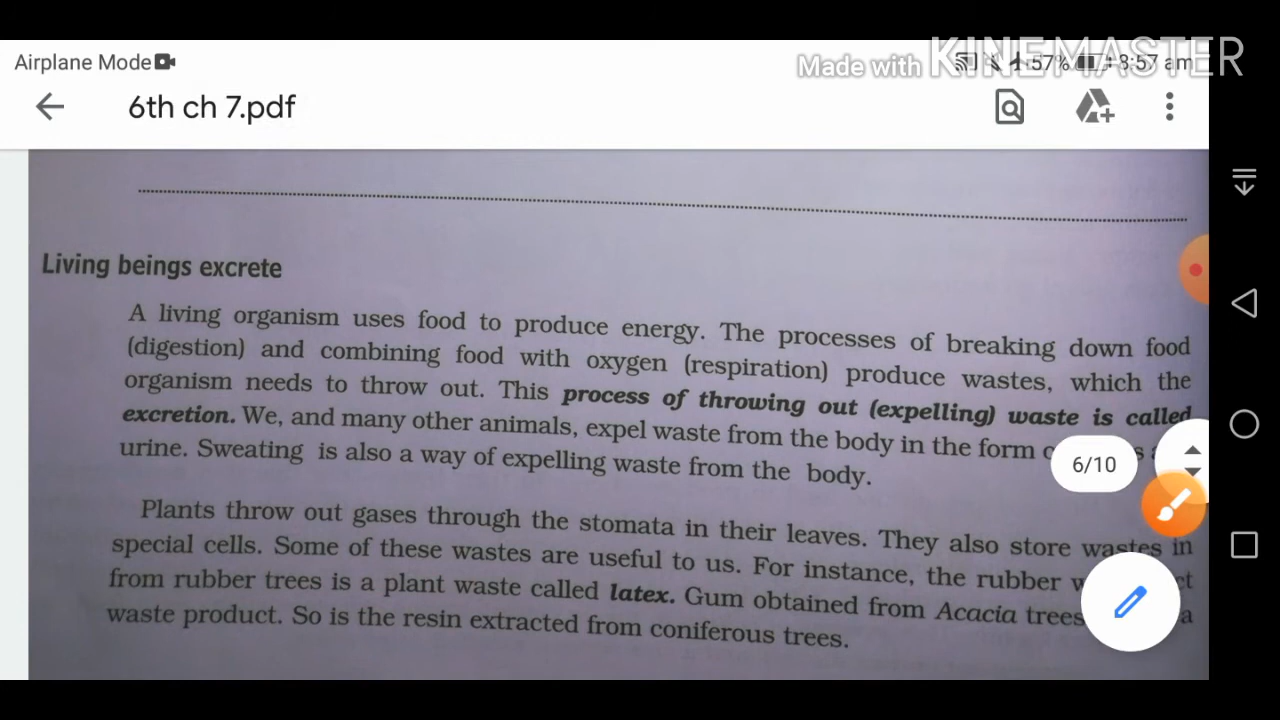 Airplane Mode
Made with KINEMASTER
57% 8:57 am
6th ch 7.pdf
Living beings excrete
A living organism uses food to produce energy. The processes of breaking down food
(digestion) and combining food with oxygen (respiration) produce wastes, which the
organism needs to throw out. This process of throwing out (expelling) waste is called
excretion. We, and many other animals, expel waste from the body in the form
urine. Sweating is also a way of expelling waste from the body.
6/10
Plants throw out gases through the stomata in their leaves. They also store wastes in
special cells. Some of these wastes are useful to us. For instance, the rubber
from rubber trees is a plant waste called latex. Gum obtained from Acacia trees a
waste product. So is the resin extracted from coniferous trees.